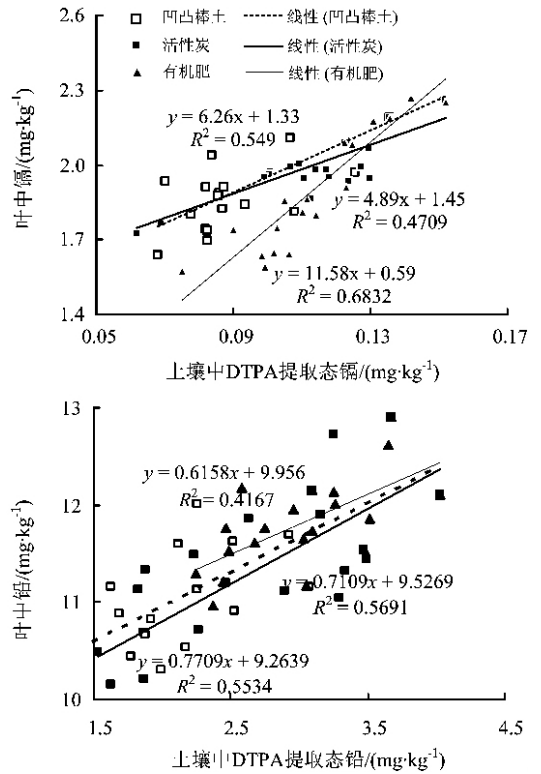 2.6
2.3
2.0
1.7
1.4
0.05 0.09 0.13 0.17
凹凸棒土 线性 (凹凸棒土)
活性炭 线性 (活性炭)
有机肥 线性 (有机肥)
y = 6.26x + 1.33
R² = 0.549
y = 4.89x + 1.45
R² = 0.4709
y = 11.58x + 0.59
R² = 0.6832
叶中镉/(mg·kg⁻¹)
土壤中DTPA提取态镉/(mg·kg⁻¹)
13
12
11
10
1.5 2.5 3.5 4.5
y = 0.6158x + 9.956
R² = 0.4167
y = 0.7109x + 9.5269
R² = 0.5691
y = 0.7709x + 9.2639
R² = 0.5534
叶中铅/(mg·kg⁻¹)
土壤中DTPA提取态铅/(mg·kg⁻¹)